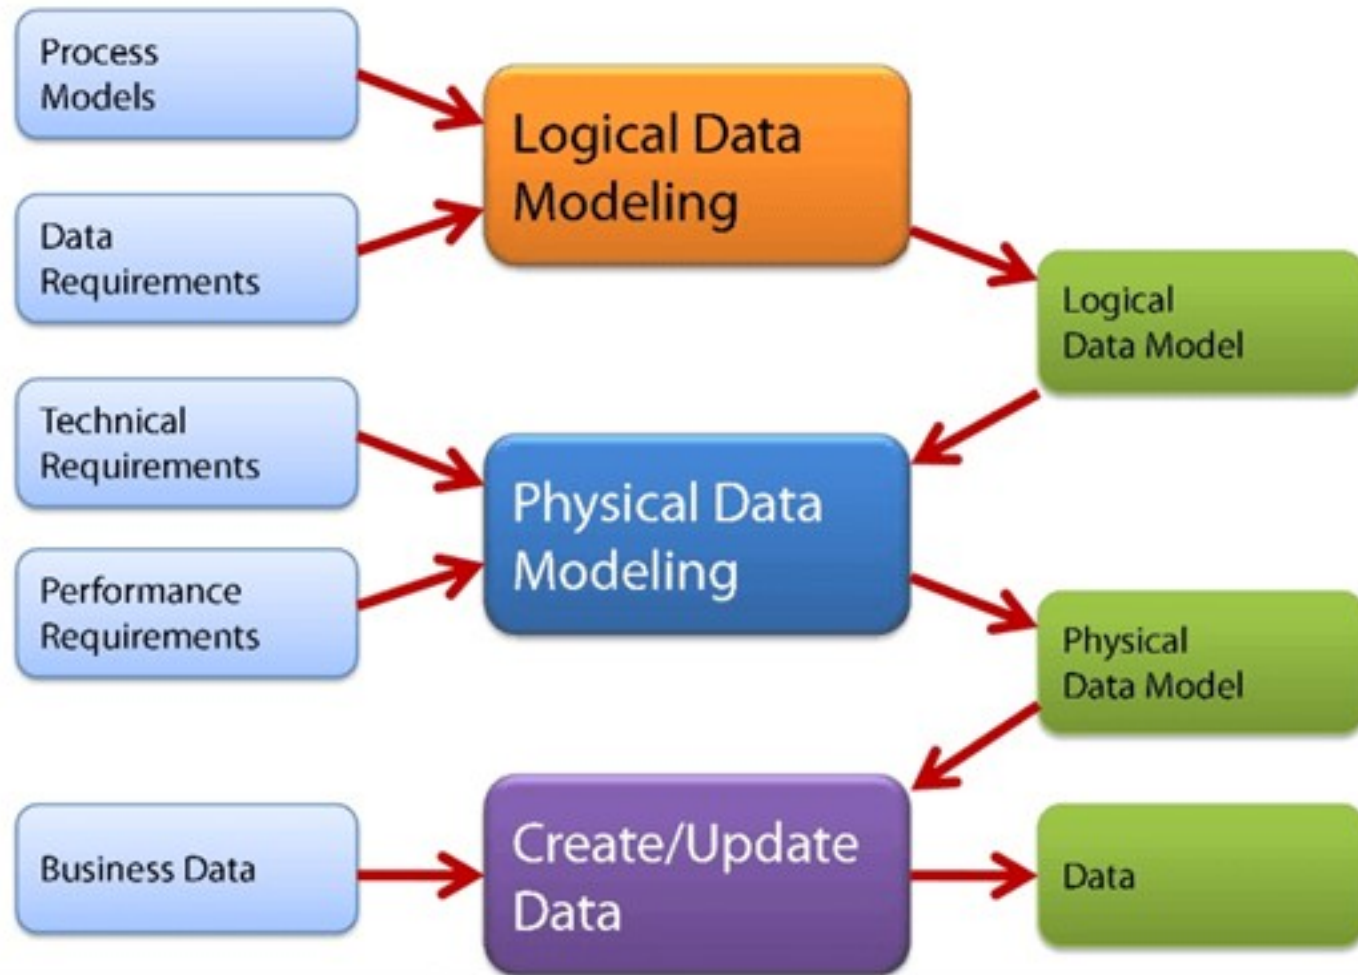 Process
Models
Logical Data
Modeling
Data
Requirements
Logical
Data Model
Technical
Requirements
Physical Data
Modeling
Performance
Requirements
Physical
Data Model
Business Data
Create/Update
Data
Data